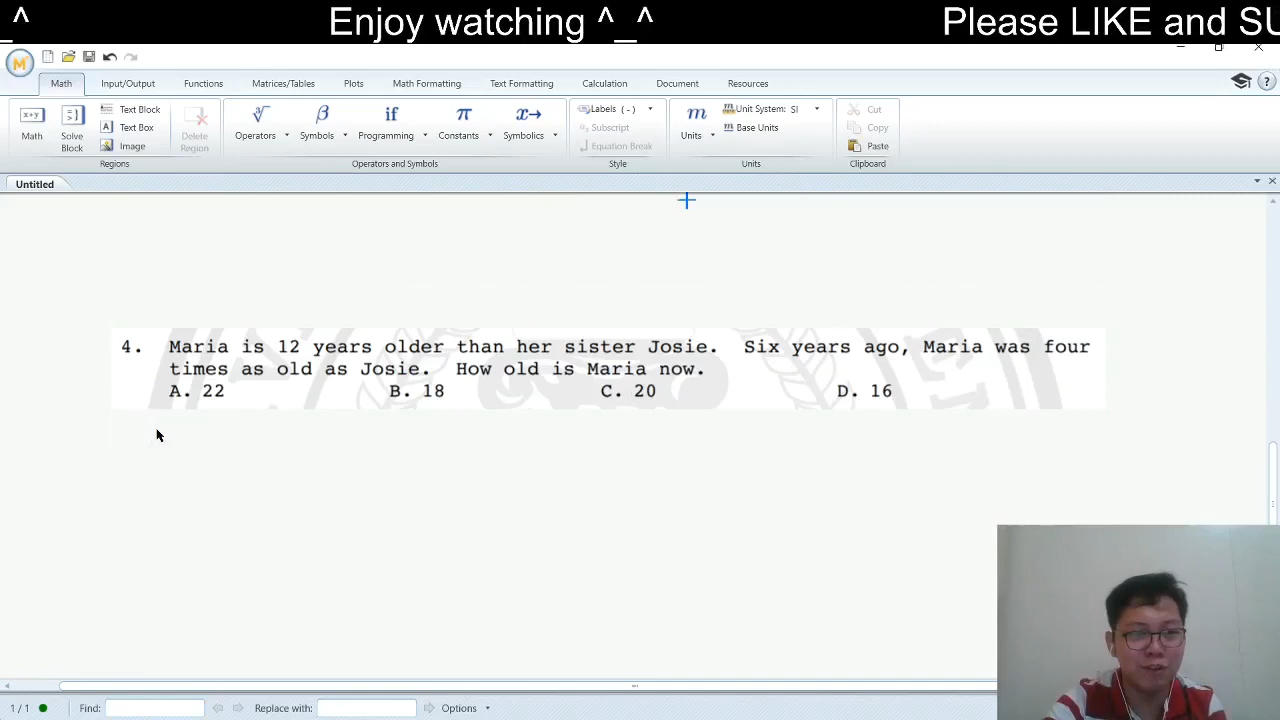 _^ Enjoy watching ^_^ Please LIKE and SU
Math Input/Output Functions Matrices/Tables Plots Math Formatting Text Formatting Calculation Document Resources
Math
Solve Block
Text Block
Text Box
Image
Delete Region
Operators
Symbols
Programming
Constants
Symbolics
Labels ( - )
Subscript
Equation Break
Units
Unit System: SI
Base Units
Cut
Copy
Paste
Regions Operators and Symbols Style Units Clipboard
Untitled
4. Maria is 12 years older than her sister Josie. Six years ago, Maria was four
times as old as Josie. How old is Maria now.
A. 22 B. 18 C. 20 D. 16
1 / 1 Find: Replace with: Options